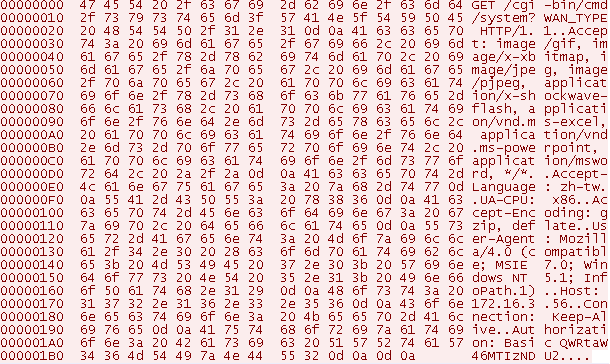 00000000 47 45 54 20 2f 63 67 69 2d 62 69 6e 2f 63 6d 64 GET /cgi -bin/cmd
00000010 2f 73 79 73 74 65 6d 3f 57 41 4e 5f 54 59 50 45 /system? WAN_TYPE
00000020 20 48 54 54 50 2f 31 2e 31 0d 0a 41 63 63 65 70 HTTP/1. 1..Accep
00000030 74 3a 20 69 6d 61 67 65 2f 67 69 66 2c 20 69 6d t: image /gif, im
00000040 61 67 65 2f 78 2d 78 62 69 74 6d 61 70 2c 20 69 age/x-xb itmap, i
00000050 6d 61 67 65 2f 6a 70 65 67 2c 20 69 6d 61 67 65 mage/jpe g, image
00000060 2f 70 6a 70 65 67 2c 20 61 70 70 6c 69 63 61 74 /pjpeg, applicat
00000070 69 6f 6e 2f 78 2d 73 68 6f 63 6b 77 61 76 65 2d ion/x-sh ockwave-
00000080 66 6c 61 73 68 2c 20 61 70 70 6c 69 63 61 74 69 flash, a pplicati
00000090 6f 6e 2f 76 6e 64 2e 6d 73 2d 65 78 63 65 6c 2c on/vnd.m s-excel,
000000A0 20 61 70 70 6c 69 63 61 74 69 6f 6e 2f 76 6e 64 applica tion/vnd
000000B0 2e 6d 73 2d 70 6f 77 65 72 70 6f 69 6e 74 2c 20 .ms-powe rpoint,
000000C0 61 70 70 6c 69 63 61 74 69 6f 6e 2f 6d 73 77 6f applicat ion/mswo
000000D0 72 64 2c 20 2a 2f 2a 0d 0a 41 63 63 65 70 74 2d rd, */*. .Accept-
000000E0 4c 61 6e 67 75 61 67 65 3a 20 7a 68 2d 74 77 0d Language : zh-tw.
000000F0 0a 55 41 2d 43 50 55 3a 20 78 38 36 0d 0a 41 63 .UA-CPU: x86..Ac
00000100 63 65 70 74 2d 45 6e 63 6f 64 69 6e 67 3a 20 67 cept-Enc oding: g
00000110 7a 69 70 2c 20 64 65 66 6c 61 74 65 0d 0a 55 73 zip, def late..Us
00000120 65 72 2d 41 67 65 6e 74 3a 20 4d 6f 7a 69 6c 6c er-Agent : Mozill
00000130 61 2f 34 2e 30 20 28 63 6f 6d 70 61 74 69 62 6c a/4.0 (c ompatibl
00000140 65 3b 20 4d 53 49 45 20 37 2e 30 3b 20 57 69 6e e; MSIE 7.0; Win
00000150 64 6f 77 73 20 4e 54 20 35 2e 31 3b 20 49 6e 66 dows NT 5.1; Inf
00000160 6f 50 61 74 68 2e 31 29 0d 0a 48 6f 73 74 3a 20 oPath.1) ..Host:
00000170 31 37 32 2e 31 36 2e 33 2e 35 36 0d 0a 43 6f 6e 172.16.3 .56..Con
00000180 6e 65 63 74 69 6f 6e 3a 20 4b 65 65 70 2d 41 6c nection: Keep-Al
00000190 69 76 65 0d 0a 41 75 74 68 6f 72 69 7a 61 74 69 ive..Aut horizati
000001A0 6f 6e 3a 20 42 61 73 69 63 20 51 57 52 74 61 57 on: Basi c QWRtaW
000001B0 34 36 4d 54 49 7a 4e 44 55 32 0d 0a 0d 0a 46MTIzND U2....